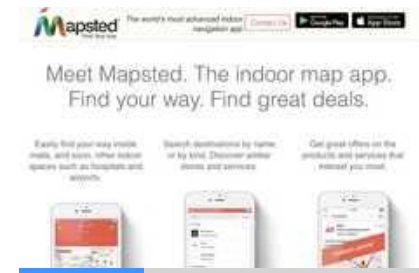 Mapsted
Find Your Way
The world's most advanced indoor
navigation app
Contact Us
Google Play
App Store
Meet Mapsted. The indoor map app.
Find your way. Find great deals.
Easily find your way inside
malls, and soon, other indoor
spaces such as hospitals and
airports.
Search destinations by name
or by kind. Discover similar
stores and services.
Get great offers on the
products and services that
interest you most.